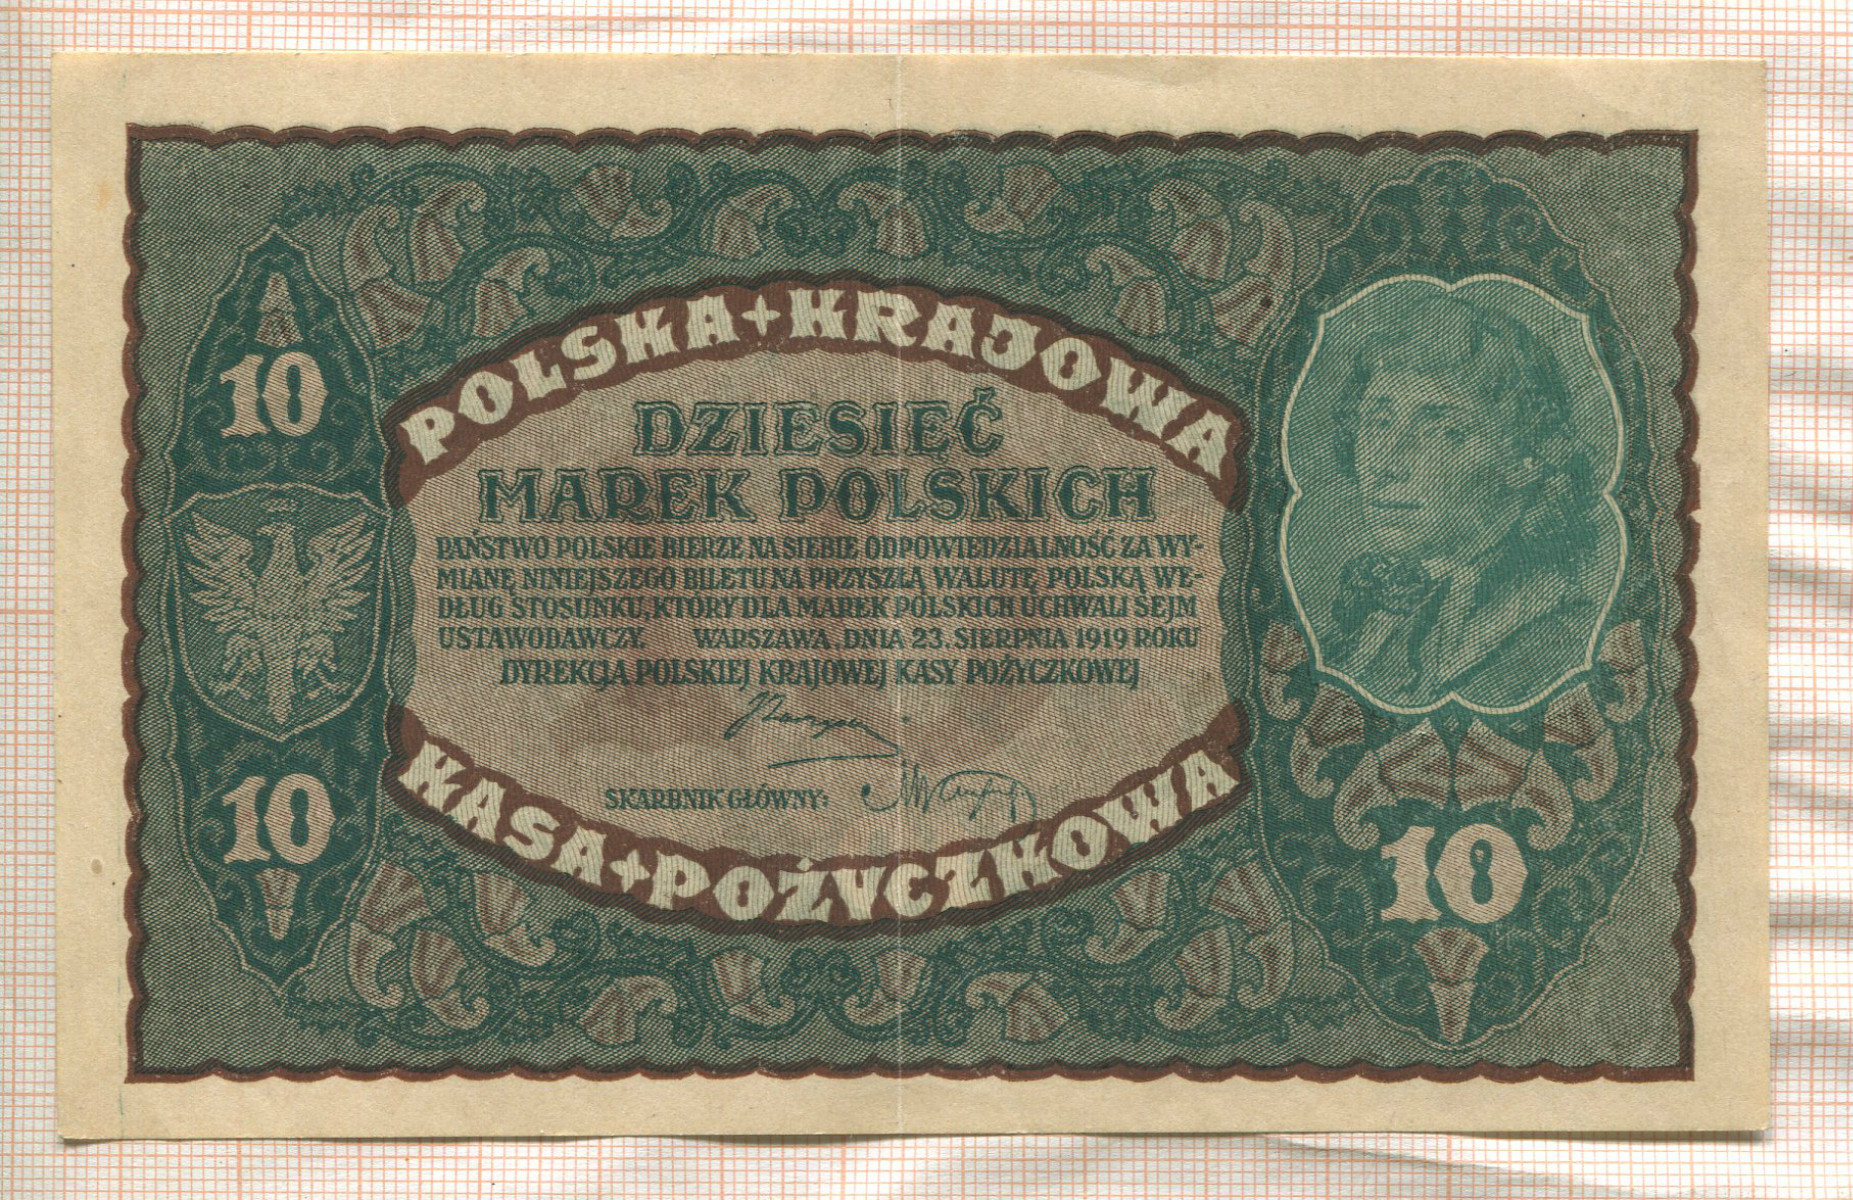 POLSKA + KRAJOWA
10
DZIESIĘĆ
MAREK POLSKICH
PAŃSTWO POLSKIE BIERZE NA SIEBIE ODPOWIEDZIALNOŚĆ ZA WY-
MIANĘ NINIEJSZEGO BILETU NA PRZYSZŁĄ WALUTĘ POLSKĄ WE-
DŁUG STOSUNKU, KTÓRY DLA MAREK POLSKICH UCHWALI SEJM
USTAWODAWCZY. WARSZAWA, DNIA 23. SIERPNIA 1919 ROKU
DYREKCJA POLSKIEJ KRAJOWEJ KASY POŻYCZKOWEJ
SKARBNIK GŁÓWNY:
10
10
KASA + POŻYCZKOWA